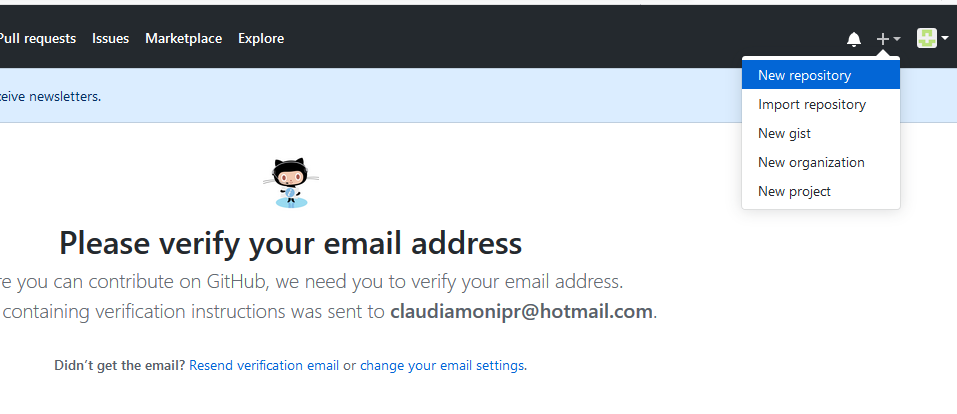 Pull requests Issues Marketplace Explore
New repository
ceive newsletters.
Import repository
New gist
New organization
New project
Please verify your email address
re you can contribute on GitHub, we need you to verify your email address.
containing verification instructions was sent to claudiamonipr@hotmail.com.
Didn’t get the email? Resend verification email or change your email settings.